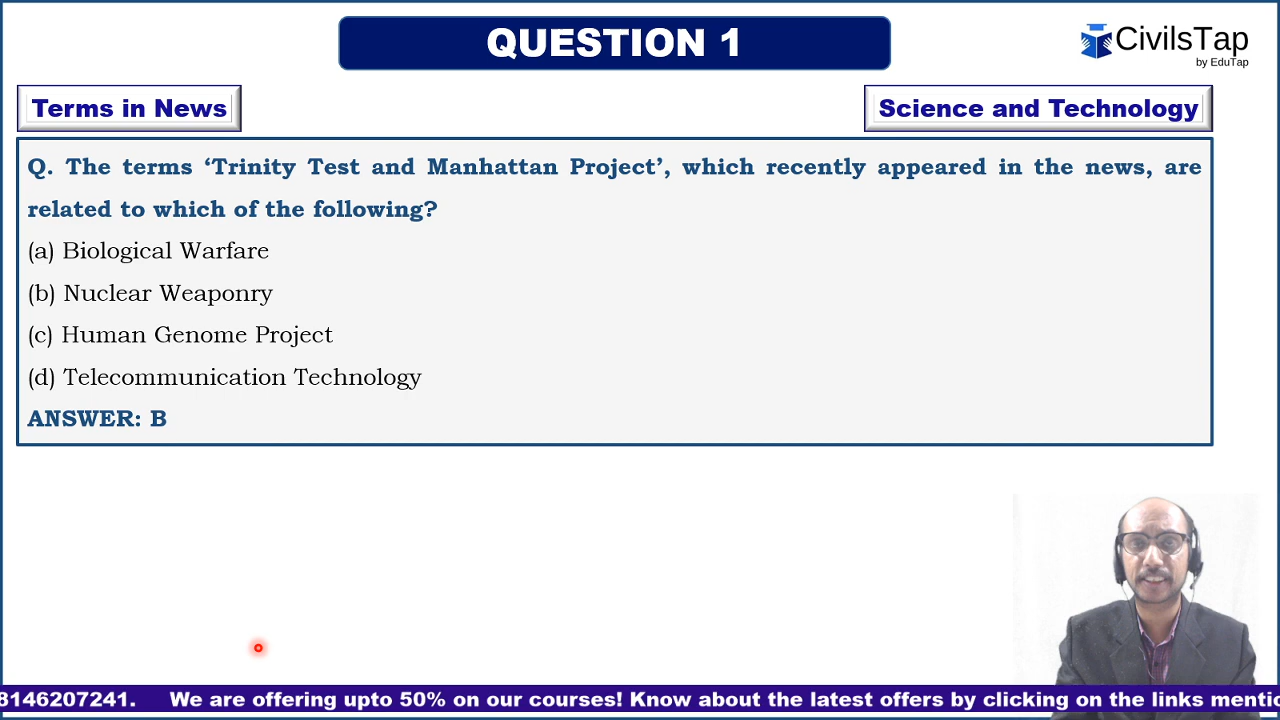 QUESTION 1
CivilsTap
by EduTap
Terms in News
Science and Technology
Q. The terms ‘Trinity Test and Manhattan Project’, which recently appeared in the news, are
related to which of the following?
(a) Biological Warfare
(b) Nuclear Weaponry
(c) Human Genome Project
(d) Telecommunication Technology
ANSWER: B
8146207241. We are offering upto 50% on our courses! Know about the latest offers by clicking on the links mentio